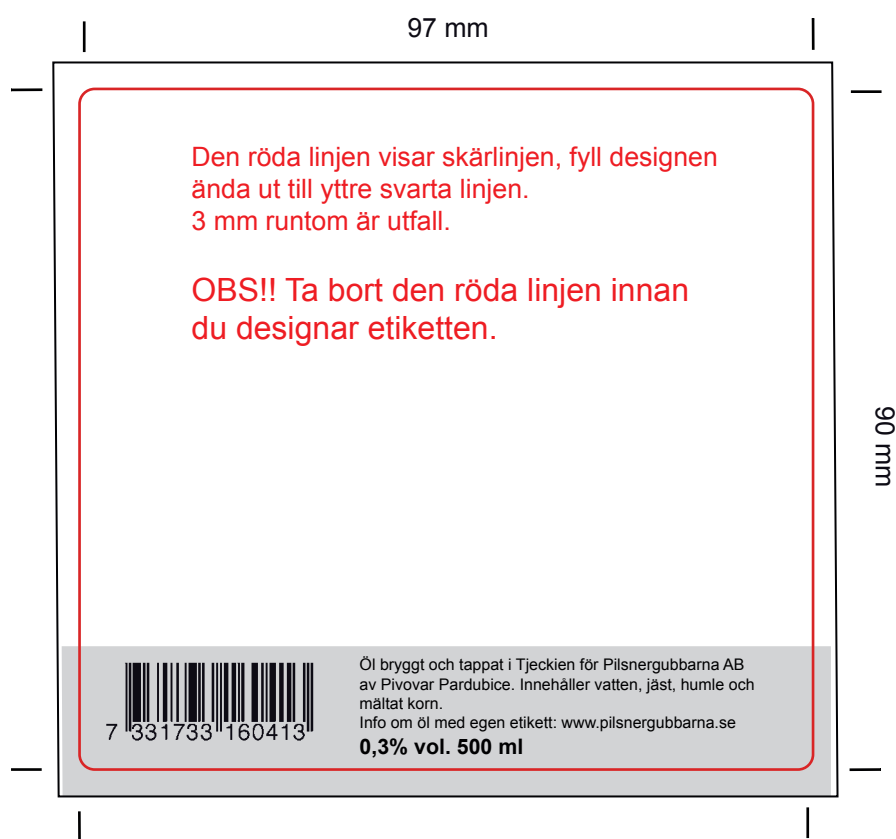 97 mm
Den röda linjen visar skärlinjen, fyll designen
ända ut till yttre svarta linjen.
3 mm runtom är utfall.
OBS!! Ta bort den röda linjen innan
du designar etiketten.
90 mm
7 331733 160413
Öl bryggt och tappat i Tjeckien för Pilsnergubbarna AB
av Pivovar Pardubice. Innehåller vatten, jäst, humle och
mältat korn.
Info om öl med egen etikett: www.pilsnergubbarna.se
0,3% vol. 500 ml